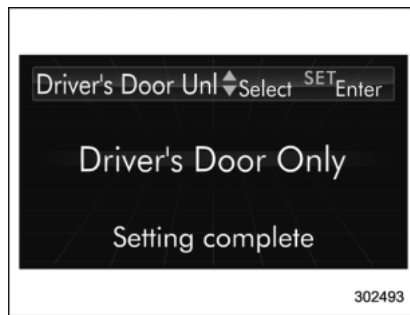 Driver's Door Unl Select SET Enter
Driver's Door Only
Setting complete
302493